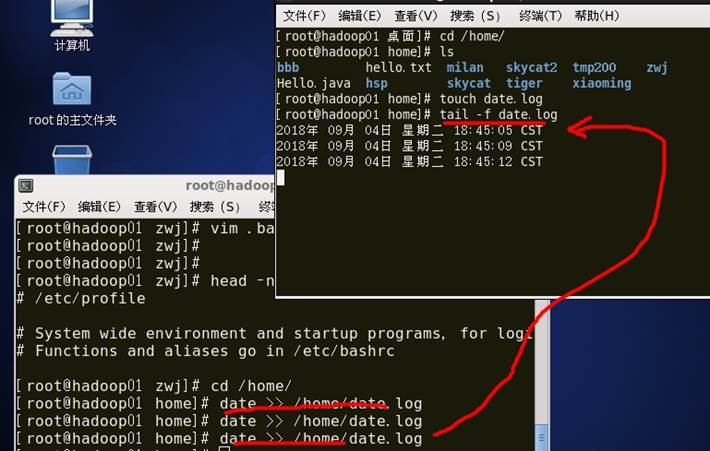 计算机
root 的主文件夹
文件(F) 编辑(E) 查看(V) 搜索 (S) 终端(T) 帮助(H)
[root@hadoop01 桌面]# cd /home/
[root@hadoop01 home]# ls
bbb hello.txt milan skycat2 tmp200 zwj
Hello.java hsp skycat tiger xiaoming
[root@hadoop01 home]# touch date.log
[root@hadoop01 home]# tail -f date.log
2018年 09月 04日 星期二 18:45:05 CST
2018年 09月 04日 星期二 18:45:09 CST
2018年 09月 04日 星期二 18:45:12 CST
root@hadoo
文件(F) 编辑(E) 查看(V) 搜索 (S) 终
[root@hadoop01 zwj]# vim .ba
[root@hadoop01 zwj]#
[root@hadoop01 zwj]#
[root@hadoop01 zwj]# head -n
# /etc/profile
# System wide environment and startup programs, for logi
# Functions and aliases go in /etc/bashrc
[root@hadoop01 zwj]# cd /home/
[root@hadoop01 home]# date >> /home/date.log
[root@hadoop01 home]# date >> /home/date.log
[root@hadoop01 home]# date >> /home/date.log